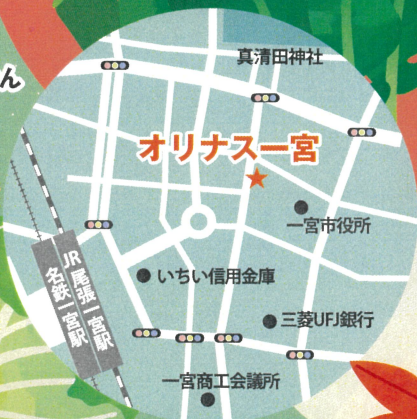 ん
真清田神社
オリナス一宮
一宮市役所
いちい信用金庫
JR 尾張一宮駅
名鉄一宮駅
三菱UFJ銀行
一宮商工会議所